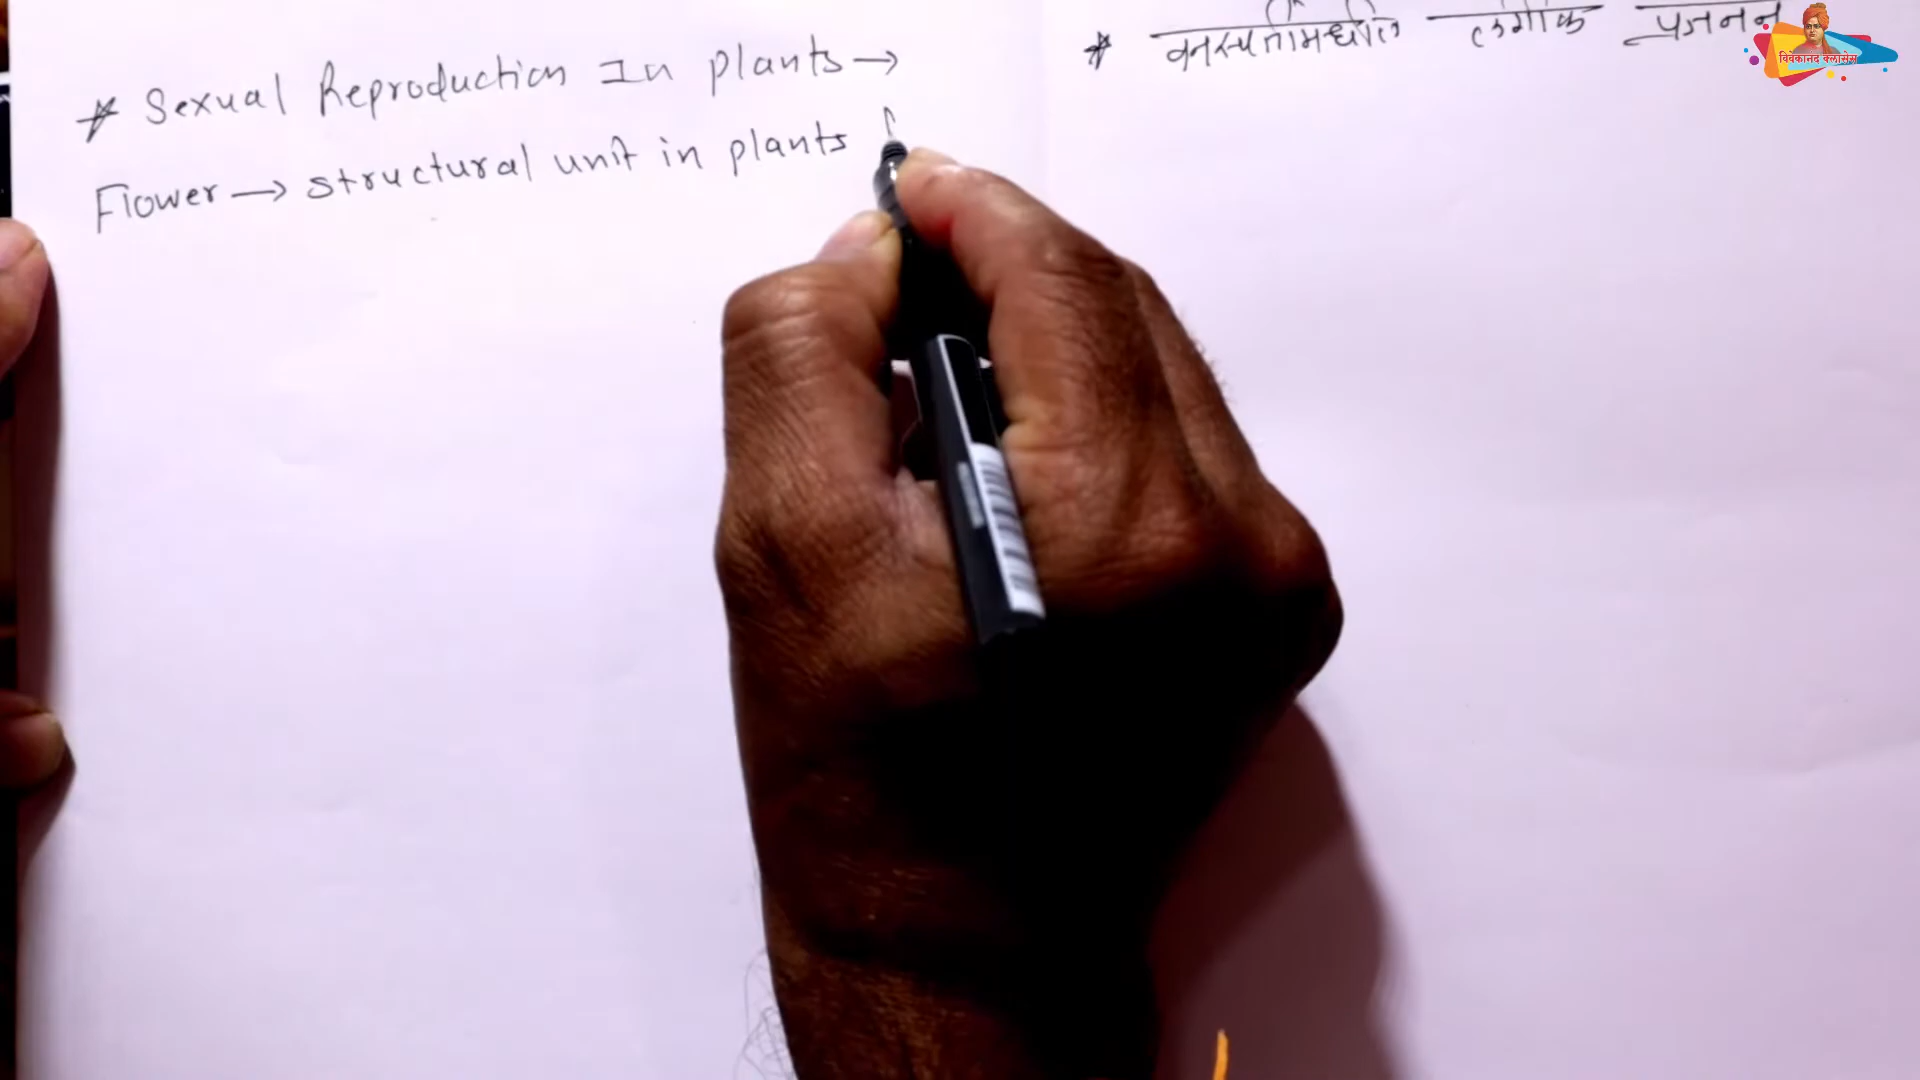 * Sexual Reproduction In plants →
Flower → structural unit in plants
* वनस्पतीमधील लैंगीक प्रजनन
विवेकानंद क्लासेस